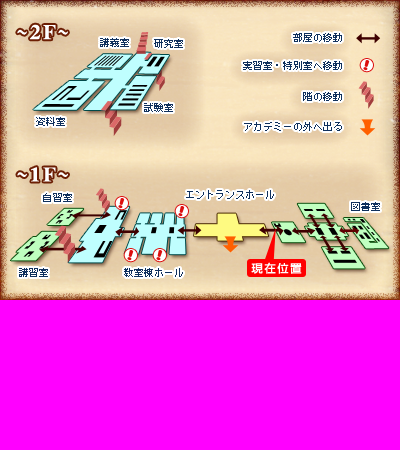 ~2F~
講義室
研究室
資料室
試験室
部屋の移動
実習室・特別室へ移動
階の移動
アカデミーの外へ出る
~1F~
自習室
エントランスホール
図書室
講習室
教室棟ホール
現在位置